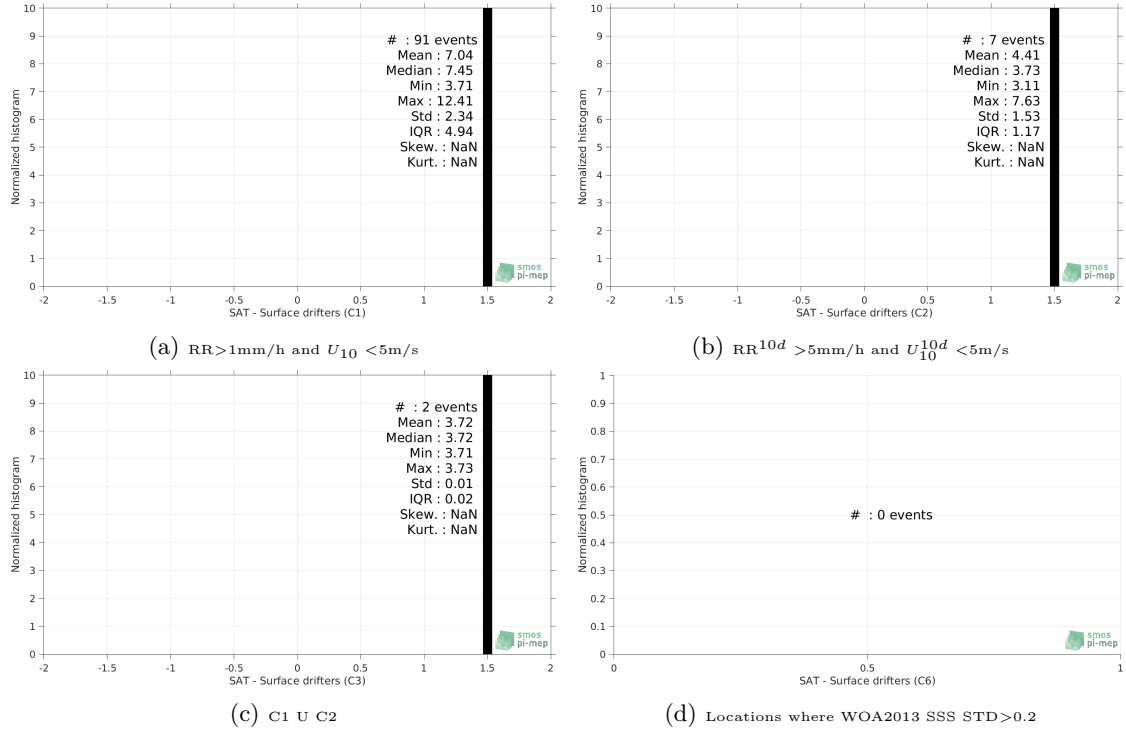 10
9
8
7
6
5
4
3
2
1
0
Normalized histogram
# : 91 events
Mean : 7.04
Median : 7.45
Min : 3.71
Max : 12.41
Std : 2.34
IQR : 4.94
Skew. : NaN
Kurt. : NaN
smos
pi-mep
-2 -1.5 -1 -0.5 0 0.5 1 1.5 2
SAT - Surface drifters (C1)
(a) RR>1mm/h and U10 <5m/s
10
9
8
7
6
5
4
3
2
1
0
Normalized histogram
# : 7 events
Mean : 4.41
Median : 3.73
Min : 3.11
Max : 7.63
Std : 1.53
IQR : 1.17
Skew. : NaN
Kurt. : NaN
smos
pi-mep
-2 -1.5 -1 -0.5 0 0.5 1 1.5 2
SAT - Surface drifters (C2)
(b) RR^10d >5mm/h and U10^10d <5m/s
10
9
8
7
6
5
4
3
2
1
0
Normalized histogram
# : 2 events
Mean : 3.72
Median : 3.72
Min : 3.71
Max : 3.73
Std : 0.01
IQR : 0.02
Skew. : NaN
Kurt. : NaN
smos
pi-mep
-2 -1.5 -1 -0.5 0 0.5 1 1.5 2
SAT - Surface drifters (C3)
(c) C1 U C2
1
0.9
0.8
0.7
0.6
0.5
0.4
0.3
0.2
0.1
0
Normalized histogram
# : 0 events
smos
pi-mep
0 0.5 1
SAT - Surface drifters (C6)
(d) Locations where WOA2013 SSS STD>0.2